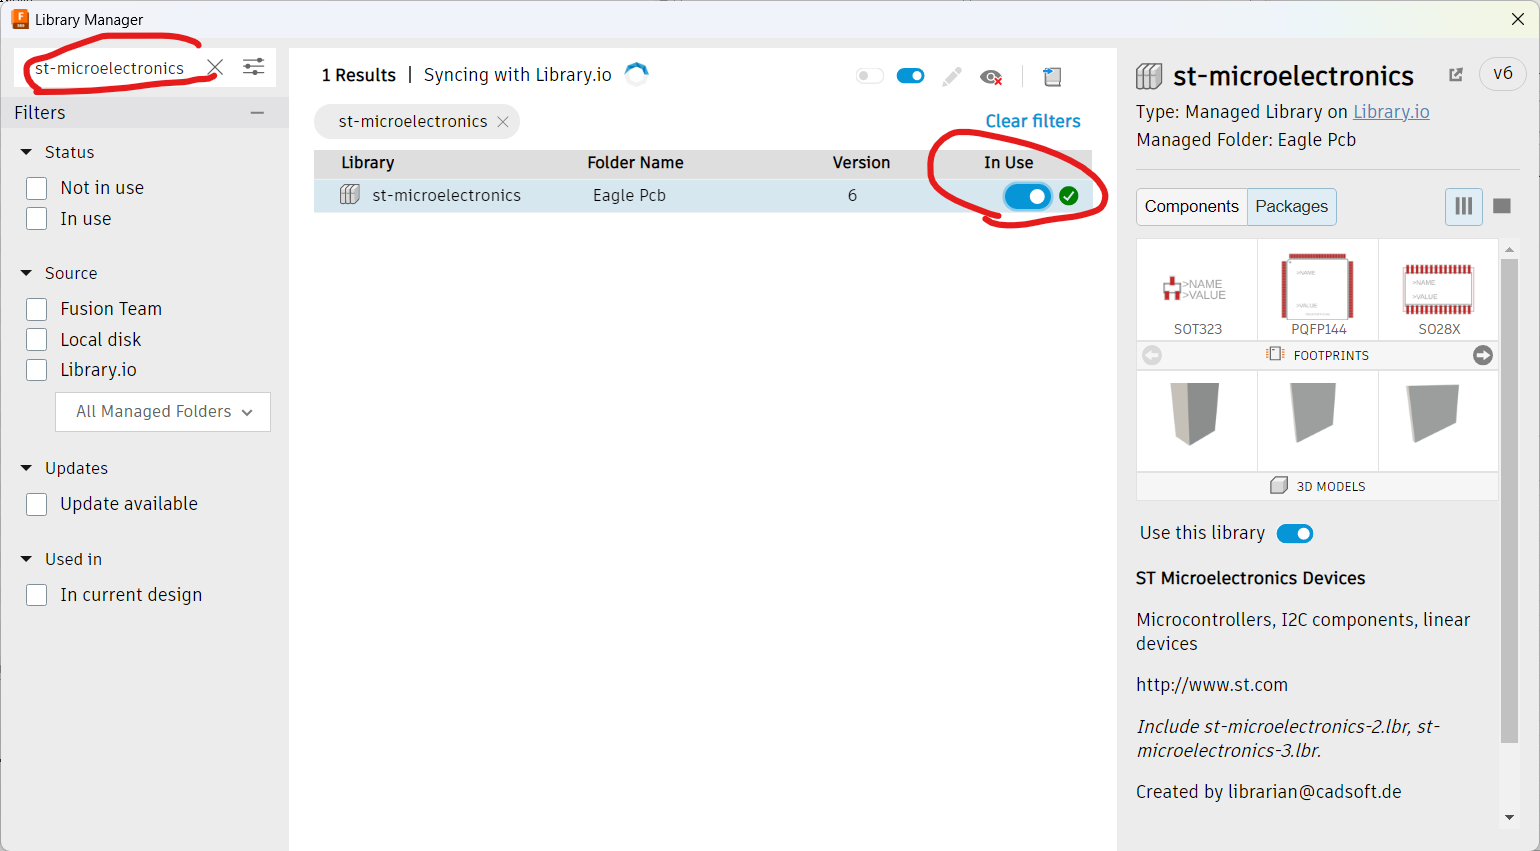 Library Manager
st-microelectronics
Filters
Status
Not in use
In use
Source
Fusion Team
Local disk
Library.io
All Managed Folders
Updates
Update available
Used in
In current design
1 Results | Syncing with Library.io
st-microelectronics
Clear filters
Library Folder Name Version In Use
st-microelectronics Eagle Pcb 6
st-microelectronics v6
Type: Managed Library on Library.io
Managed Folder: Eagle Pcb
Components Packages
>NAME
>VALUE
SOT323
>NAME
>VALUE
PQFP144
>NAME
>VALUE
SO28X
FOOTPRINTS
3D MODELS
Use this library
ST Microelectronics Devices
Microcontrollers, I2C components, linear
devices
http://www.st.com
Include st-microelectronics-2.lbr, st-
microelectronics-3.lbr.
Created by librarian@cadsoft.de